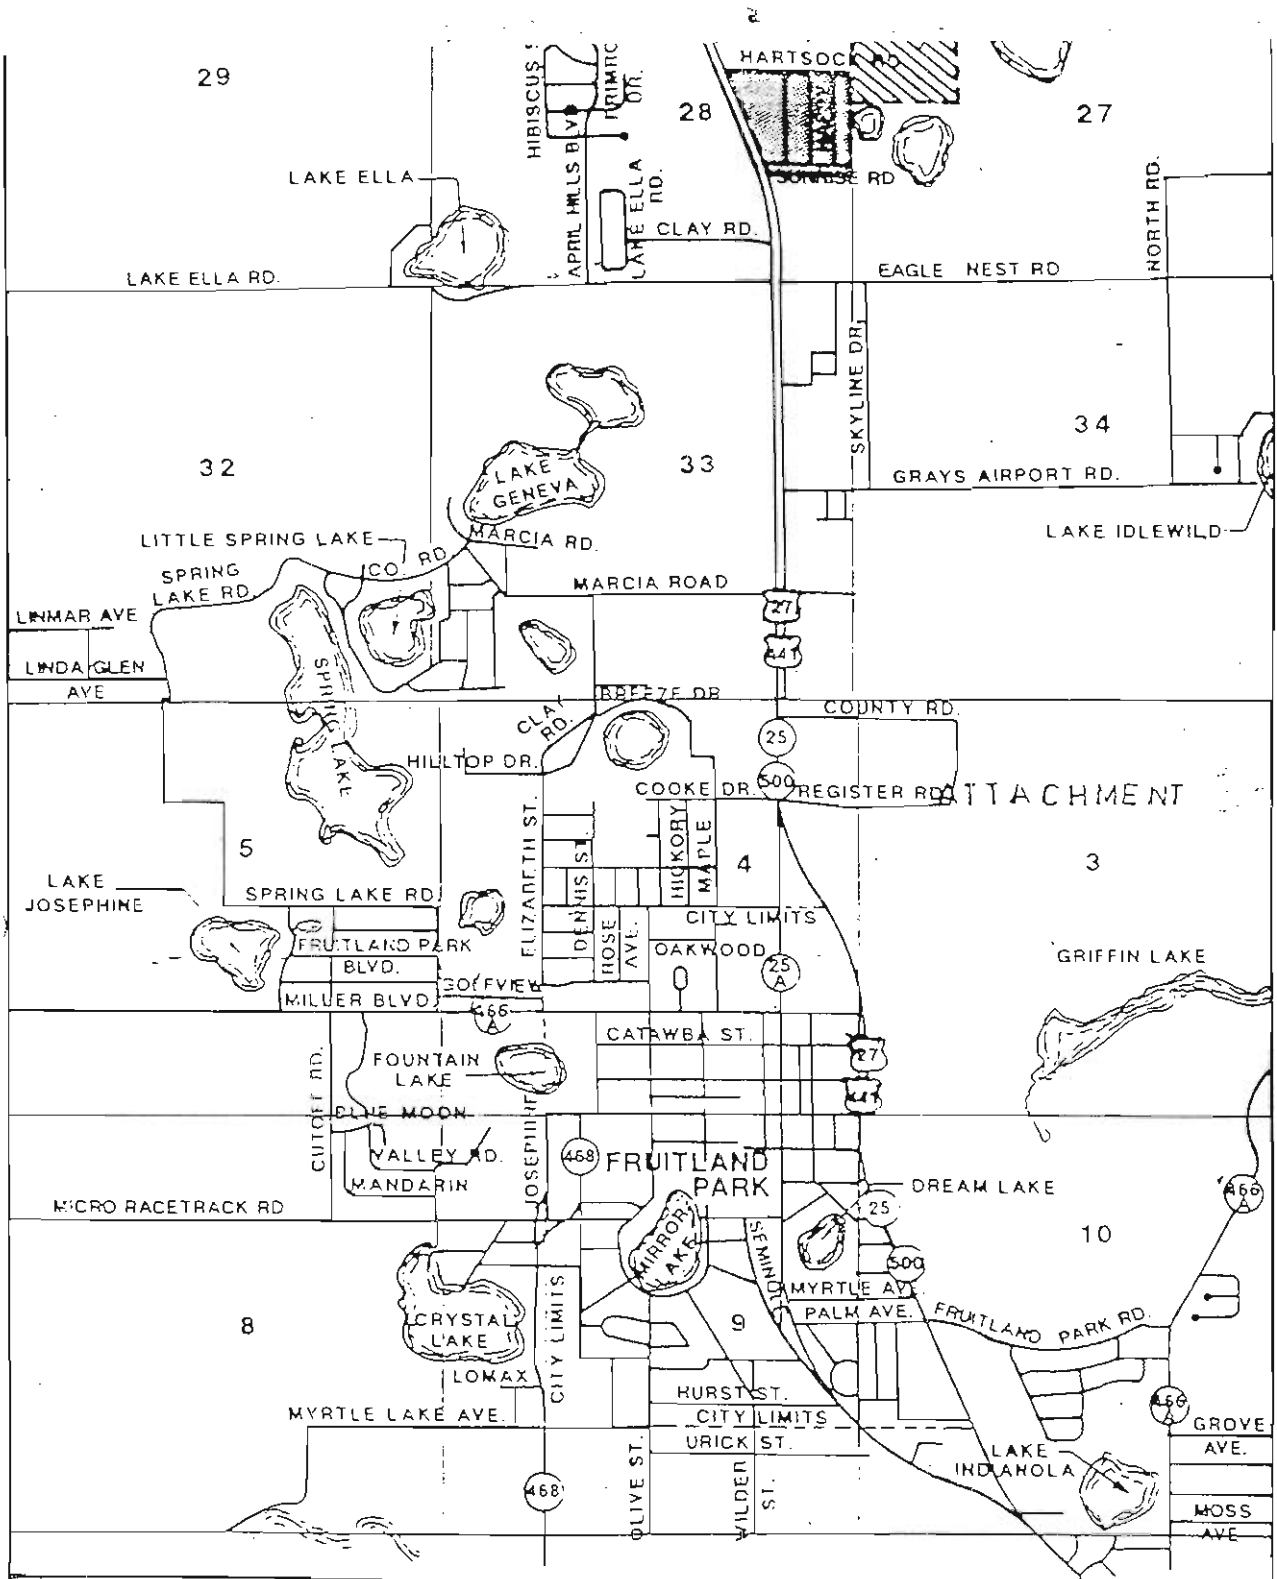 HARTSOCK RD
29
HIBISCUS S
PRIMRO
DR.
28
27
APRIL HILLS BLVD
LAKE ELLA
LAKE ELLA
RD.
SUNRISE RD
NORTH RD.
CLAY RD.
LAKE ELLA RD.
EAGLE NEST RD
SKYLINE DR.
34
32
33
LAKE
GENEVA
GRAYS AIRPORT RD.
LAKE IDLEWILD
LITTLE SPRING LAKE
MARCIA RD.
CO. RD
SPRING
LAKE RD.
MARCIA ROAD
27
LINMAR AVE
441
LINDA GLEN
AVE
SPRING
LAKE
BREEZE DR
CLAY
RD.
COUNTY RD.
25
HILLTOP DR.
500
COOKE DR.
REGISTER RD
ATTACHMENT
ELIZABETH ST.
DENNIS ST.
HICKORY
MAPLE
5
4
3
LAKE
JOSEPHINE
SPRING LAKE RD
ROSE
AVE.
CITY LIMITS
FRUITLAND PARK
BLVD.
OAKWOOD
GRIFFIN LAKE
25
A
GOLFVIEW
MILLER BLVD.
466
A
CATAWBA ST.
27
CUTOFF RD.
FOUNTAIN
LAKE
441
BLUE MOON
JOSEPHINE
VALLEY RD.
468
FRUITLAND
PARK
MANDARIN
DREAM LAKE
466
A
MICRO RACETRACK RD
25
MIRROR
LAKE
SEMINOLE
10
500
CITY LIMITS
MYRTLE AV.
PALM AVE.
FRUITLAND PARK RD.
8
CRYSTAL
LAKE
9
LOMAX
HURST ST.
466
A
MYRTLE LAKE AVE.
CITY LIMITS
GROVE
AVE.
URICK ST.
LAKE
INDIANOLA
468
OLIVE ST.
WILDER
ST.
MOSS
AVE